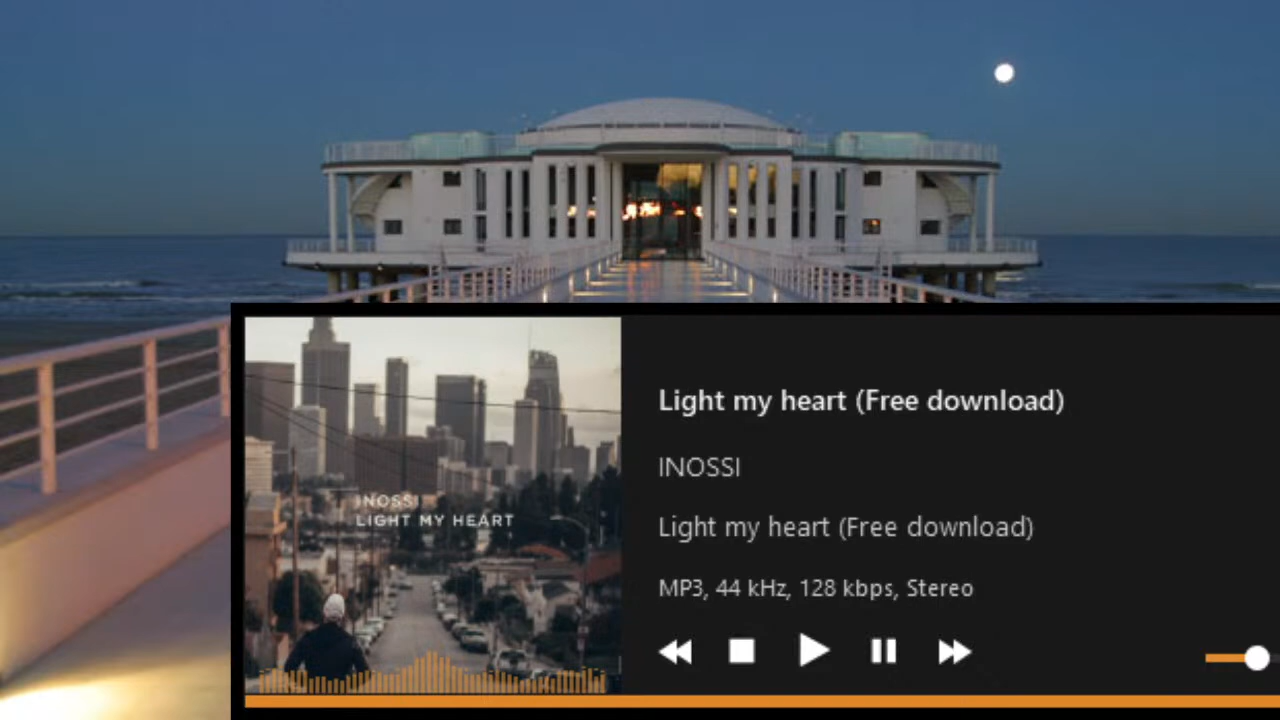 Light my heart (Free download)
INOSSI
Light my heart (Free download)
MP3, 44 kHz, 128 kbps, Stereo
INOSSI
LIGHT MY HEART